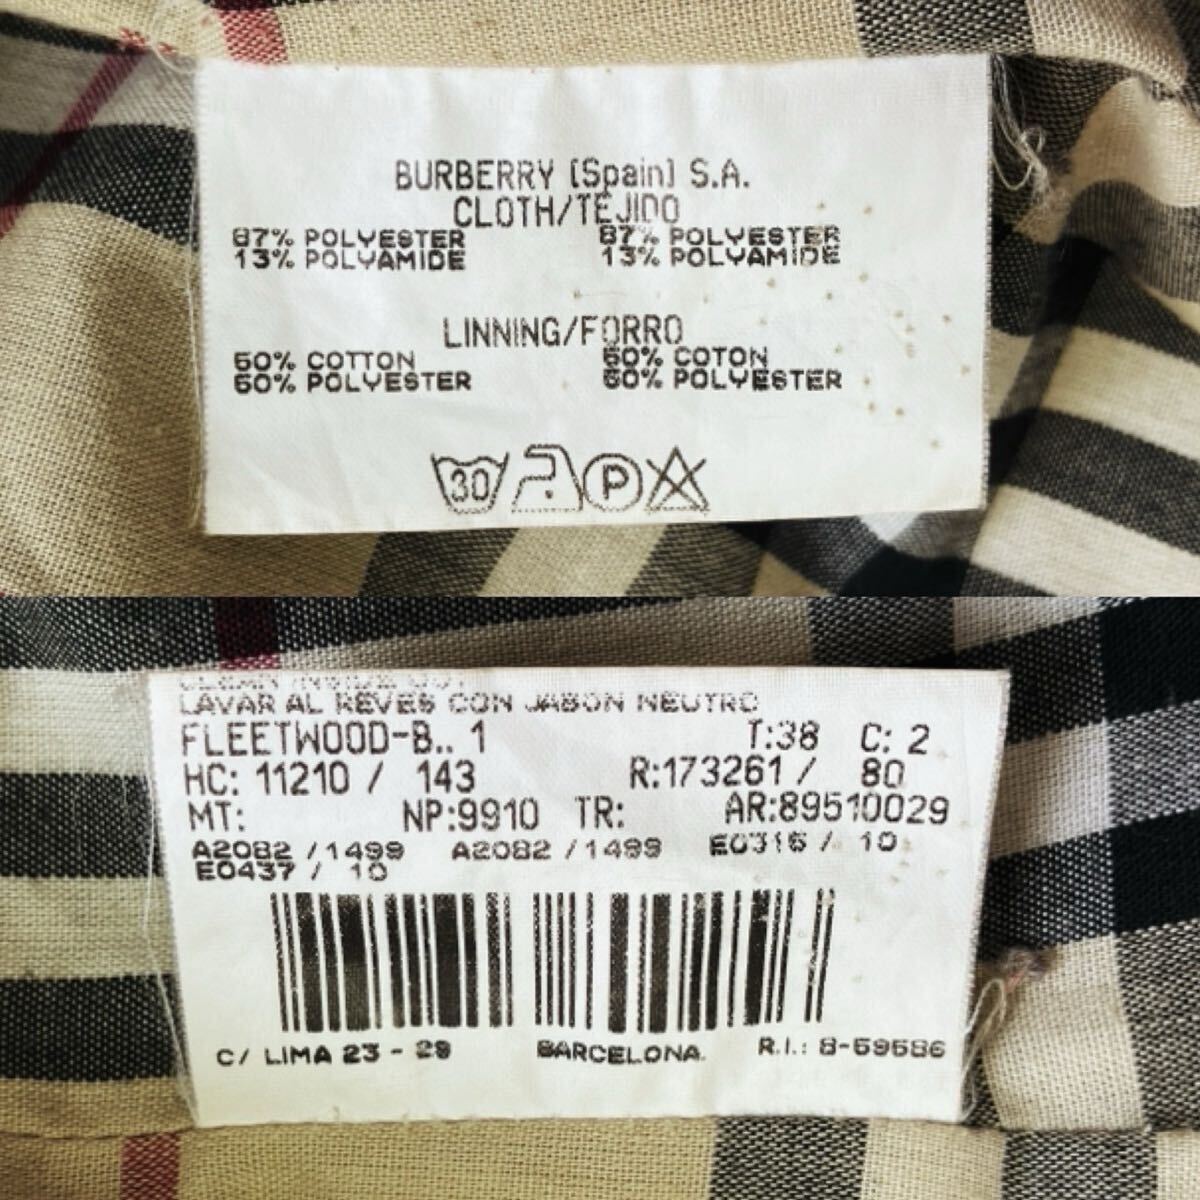 BURBERRY (Spain) S.A.
CLOTH/TEJIDO
87% POLYESTER 87% POLYESTER
13% POLYAMIDE 13% POLYAMIDE
LINNING/FORRO
50% COTTON 50% COTON
50% POLYESTER 50% POLYESTER
30 P
CLEAN INSIDE OUT
LAVAR AL REVES CON JABON NEUTRO
FLEETWOOD-B.. 1 T:38 C: 2
HC: 11210 / 143 R:173261 / 80
MT: NP:9910 TR: AR:89510029
A2082 /1499 A2082 /1499 E0316 / 10
E0437 / 10
C/ LIMA 23 - 29 BARCELONA. R.I.: 8-59586